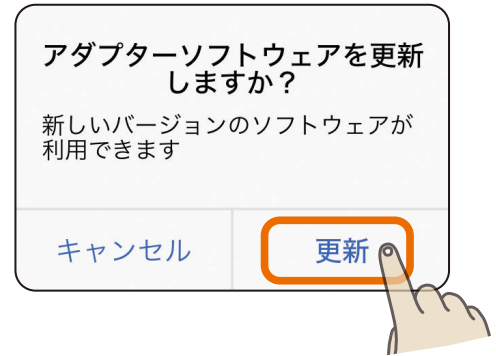 アダプターソフトウェアを更新
しますか？
新しいバージョンのソフトウェアが
利用できます
キャンセル
更新